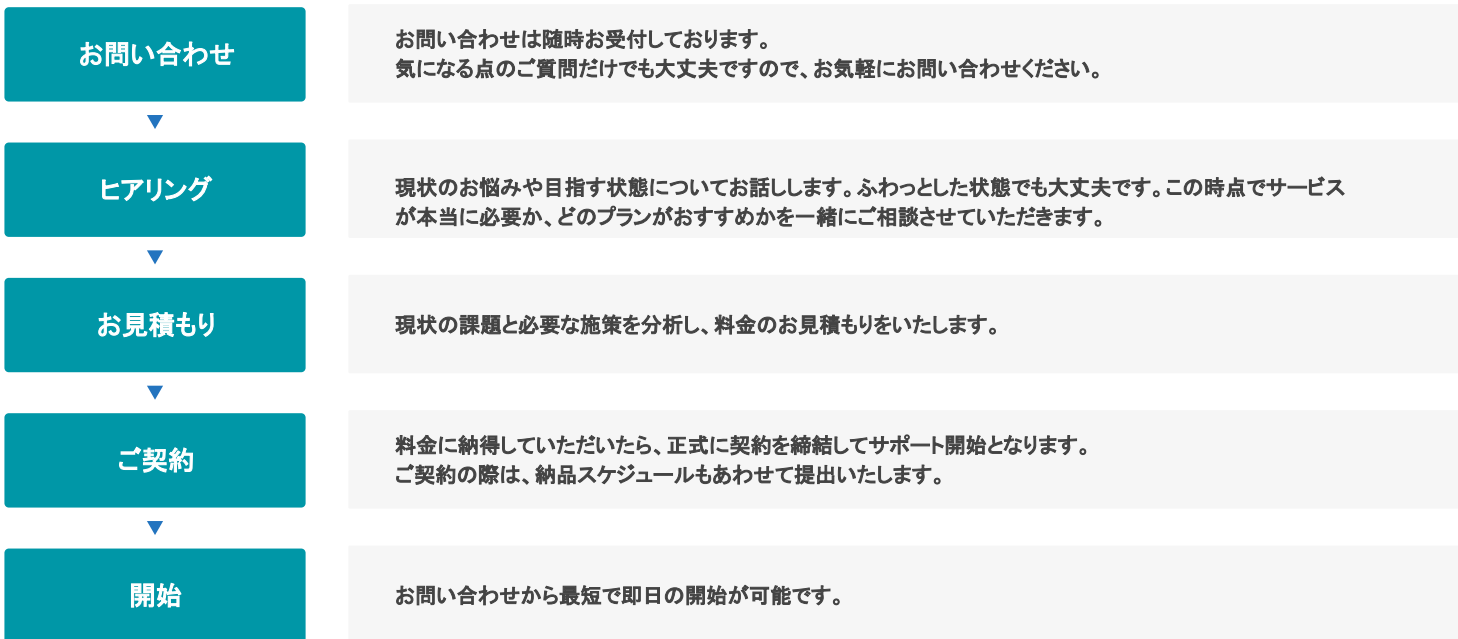 お問い合わせ
お問い合わせは随時お受付しております。
気になる点のご質問だけでも大丈夫ですので、お気軽にお問い合わせください。
▼
ヒアリング
現状のお悩みや目指す状態についてお話しします。ふわっとした状態でも大丈夫です。この時点でサービス
が本当に必要か、どのプランがおすすめかを一緒にご相談させていただきます。
▼
お見積もり
現状の課題と必要な施策を分析し、料金のお見積もりをいたします。
▼
ご契約
料金に納得していただいたら、正式に契約を締結してサポート開始となります。
ご契約の際は、納品スケジュールもあわせて提出いたします。
▼
開始
お問い合わせから最短で即日の開始が可能です。